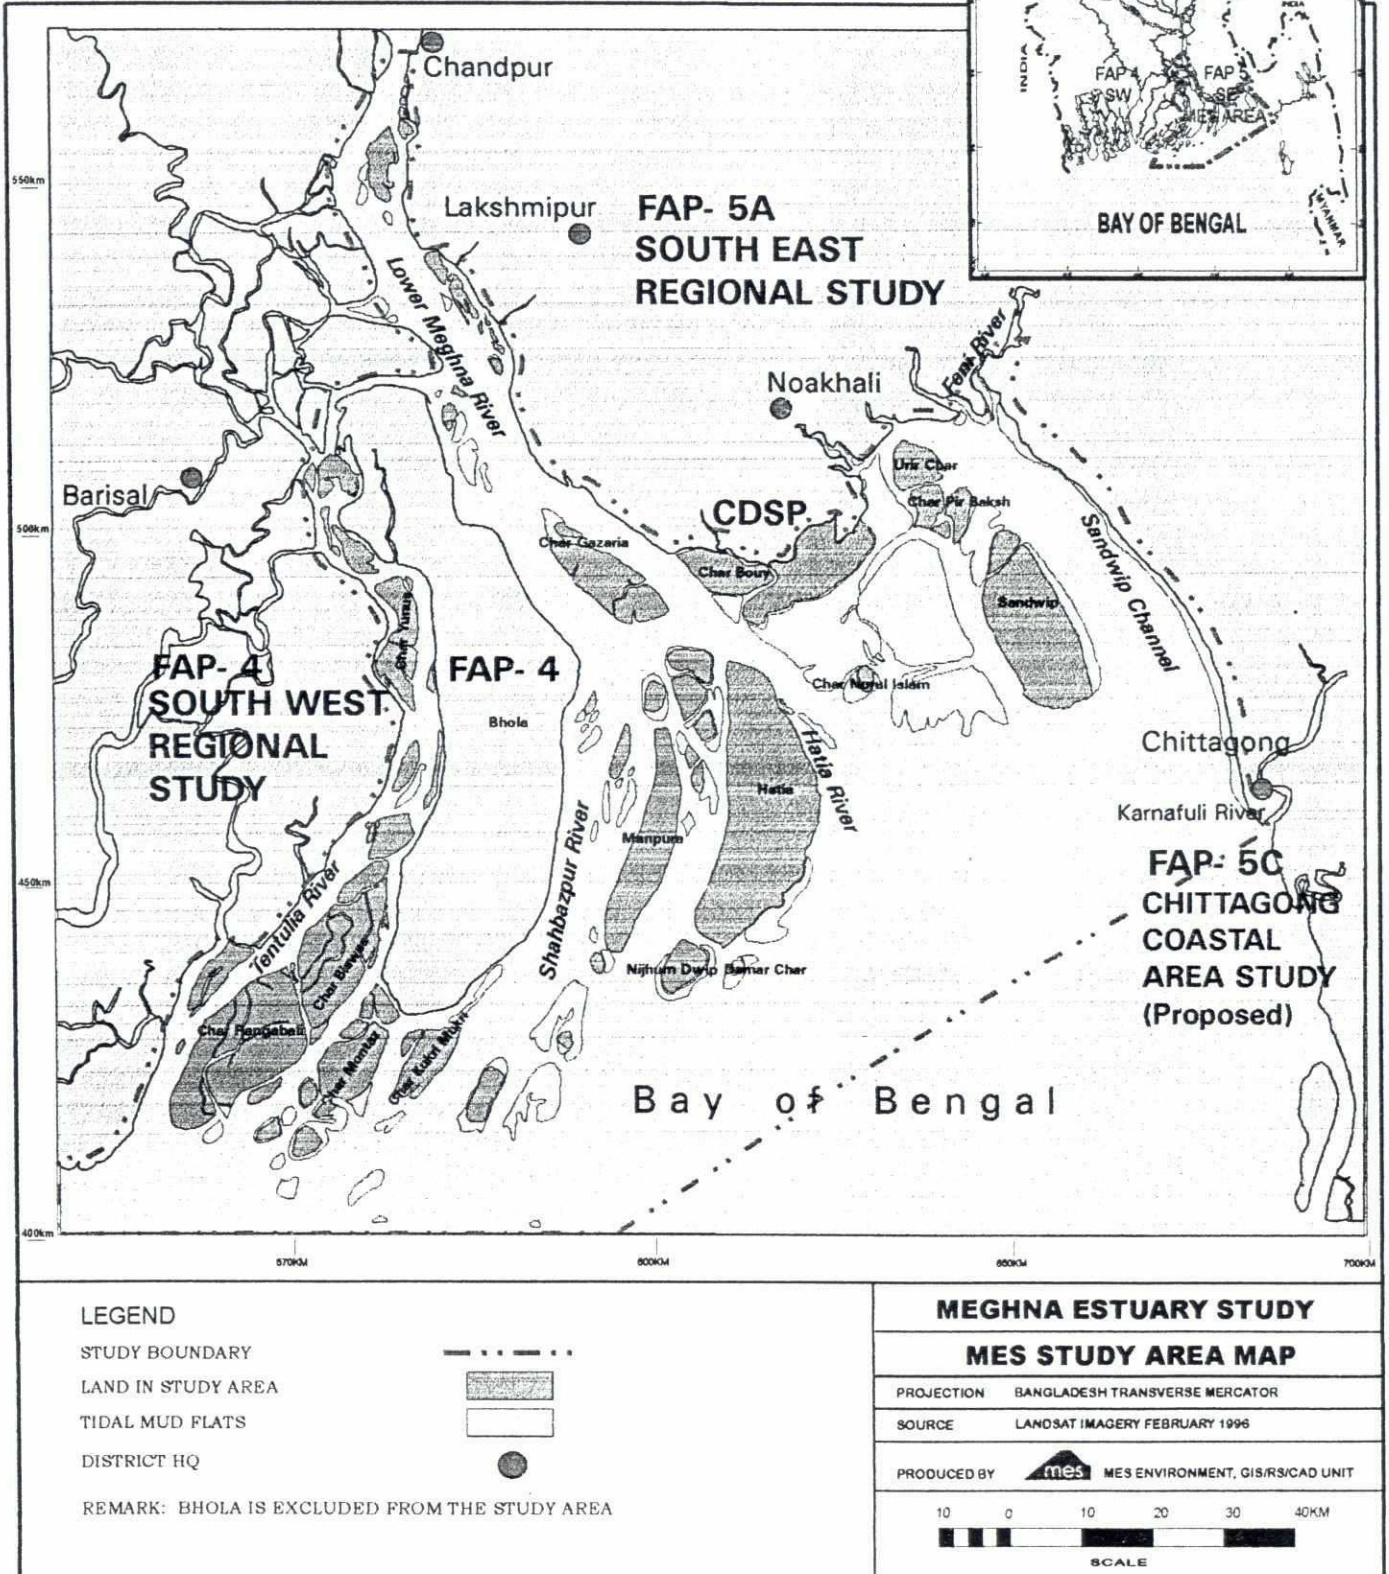 INDIA
INDIA
FAP 4
SW
FAP 5
SE
MES AREA
MYANMAR
BAY OF BENGAL
Chandpur
550km
Lakshmipur
FAP- 5A
SOUTH EAST
REGIONAL STUDY
Lower Meghna River
Feni River
Noakhali
Urir Char
Char Pir Baksh
Barisal
500km
CDSP
Char Gazaria
Char Bouy
Sandwip
Sandwip Channel
Char Yunus
FAP- 4
SOUTH WEST
REGIONAL
STUDY
FAP- 4
Bhola
Char Norul Islam
Hatia River
Hatia
Manpura
Chittagong
Karnafuli River
Shahbazpur River
450km
Tentulia River
FAP- 5C
CHITTAGONG
COASTAL
AREA STUDY
(Proposed)
Nijhum Dwip Damar Char
Char Biswas
Char Rangabali
Char Momtaz
Char Kukri Mukri
Bay of Bengal
400km
570KM
600KM
650KM
700KM
LEGEND
STUDY BOUNDARY
LAND IN STUDY AREA
TIDAL MUD FLATS
DISTRICT HQ
REMARK: BHOLA IS EXCLUDED FROM THE STUDY AREA
MEGHNA ESTUARY STUDY
MES STUDY AREA MAP
PROJECTION BANGLADESH TRANSVERSE MERCATOR
SOURCE LANDSAT IMAGERY FEBRUARY 1996
PRODUCED BY mes MES ENVIRONMENT, GIS/RS/CAD UNIT
10 0 10 20 30 40KM
SCALE